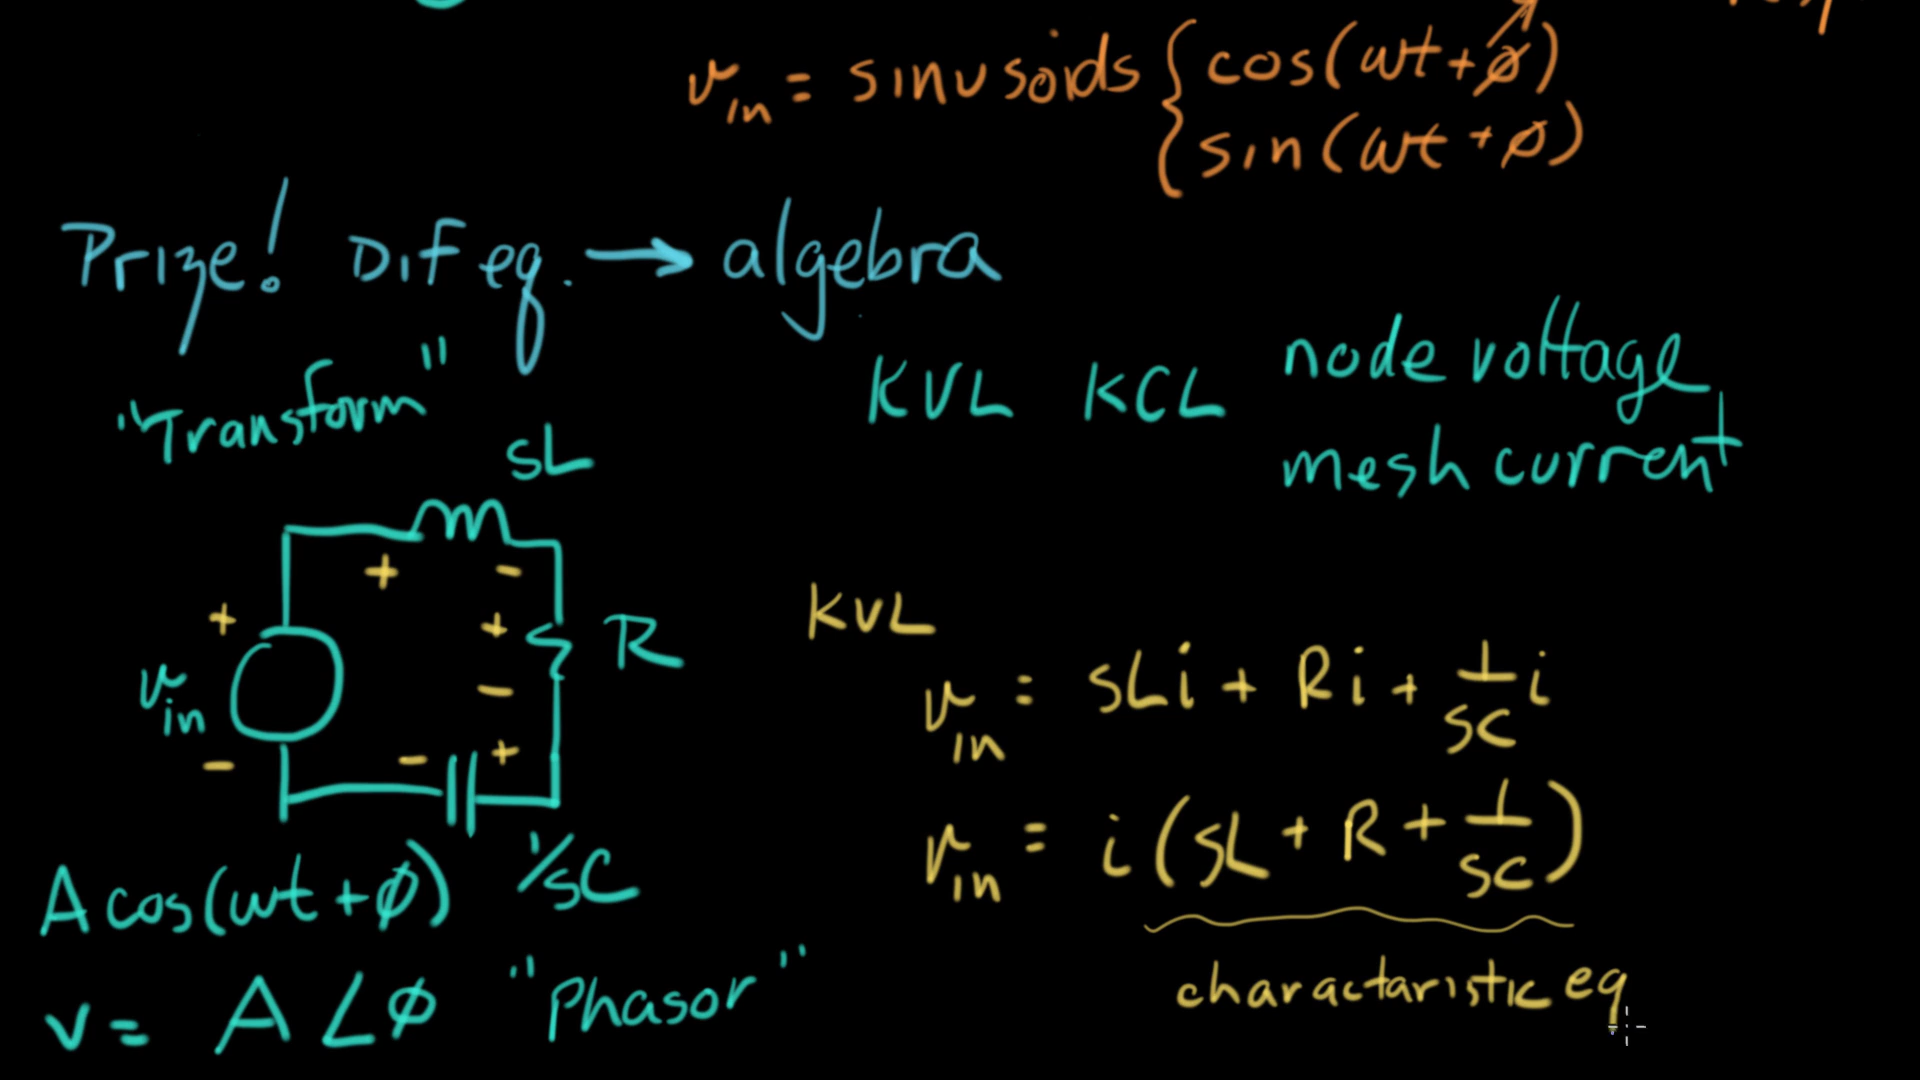 v_in = sinusoids { cos(ωt + ϕ)
sin(ωt + ϕ)
Prize! Dif eq. → algebra
"Transform"
KVL KCL node voltage
mesh current
sL
+ -
+ + R
v_in -
- - +
1/sC
KVL
v_in = sLi + Ri + 1/sC i
v_in = i(sL + R + 1/sC)
charactaristic eq
A cos(ωt + ϕ)
v = A∠ϕ "Phasor"